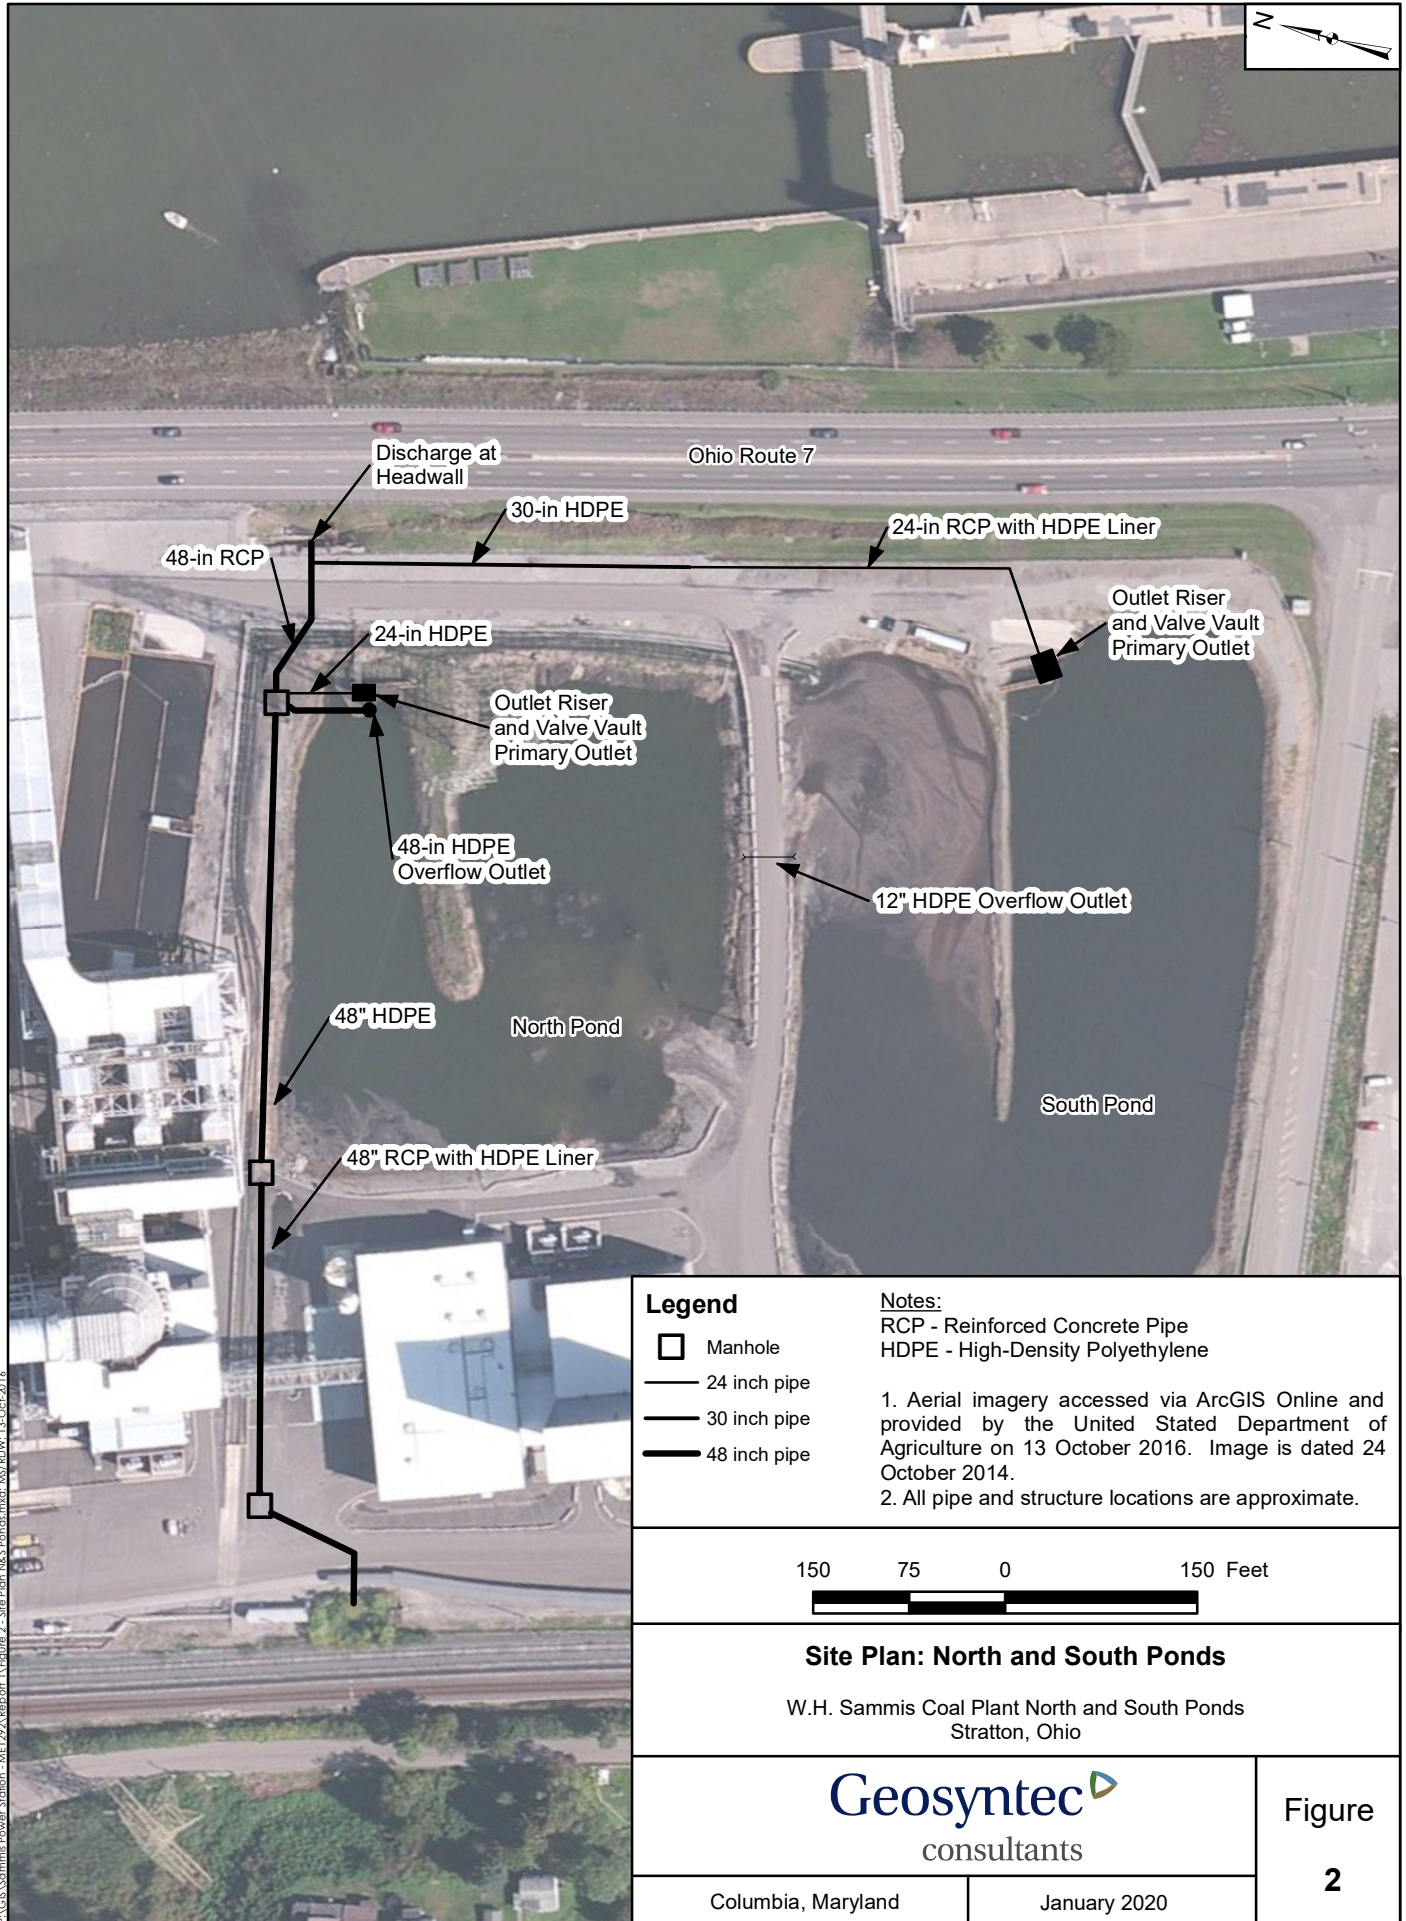 N
Discharge at
Headwall
Ohio Route 7
30-in HDPE
24-in RCP with HDPE Liner
48-in RCP
Outlet Riser
and Valve Vault
Primary Outlet
24-in HDPE
Outlet Riser
and Valve Vault
Primary Outlet
48-in HDPE
Overflow Outlet
12" HDPE Overflow Outlet
48" HDPE
North Pond
South Pond
48" RCP with HDPE Liner
Legend
Manhole
24 inch pipe
30 inch pipe
48 inch pipe
Notes:
RCP - Reinforced Concrete Pipe
HDPE - High-Density Polyethylene
1. Aerial imagery accessed via ArcGIS Online and
provided by the United Stated Department of
Agriculture on 13 October 2016. Image is dated 24
October 2014.
2. All pipe and structure locations are approximate.
150 75 0 150 Feet
Site Plan: North and South Ponds
W.H. Sammis Coal Plant North and South Ponds
Stratton, Ohio
Geosyntec
consultants
Figure
2
Columbia, Maryland
January 2020